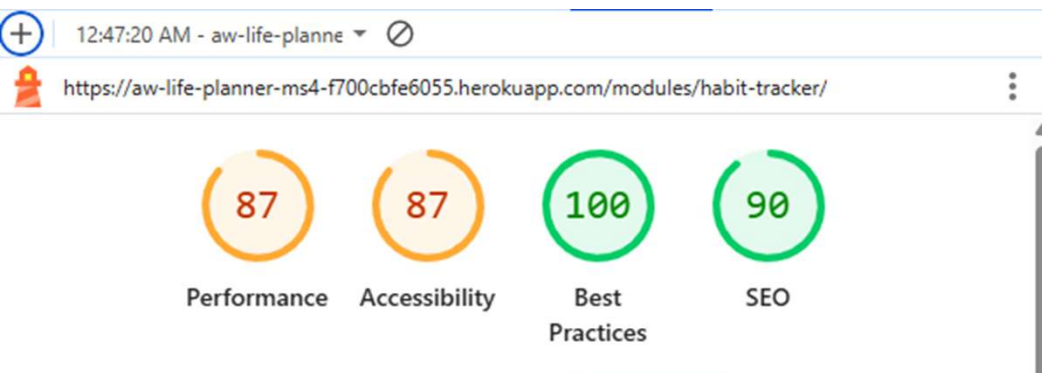 12:47:20 AM - aw-life-planne
https://aw-life-planner-ms4-f700cbfe6055.herokuapp.com/modules/habit-tracker/
87 87 100 90
Performance Accessibility Best Practices SEO